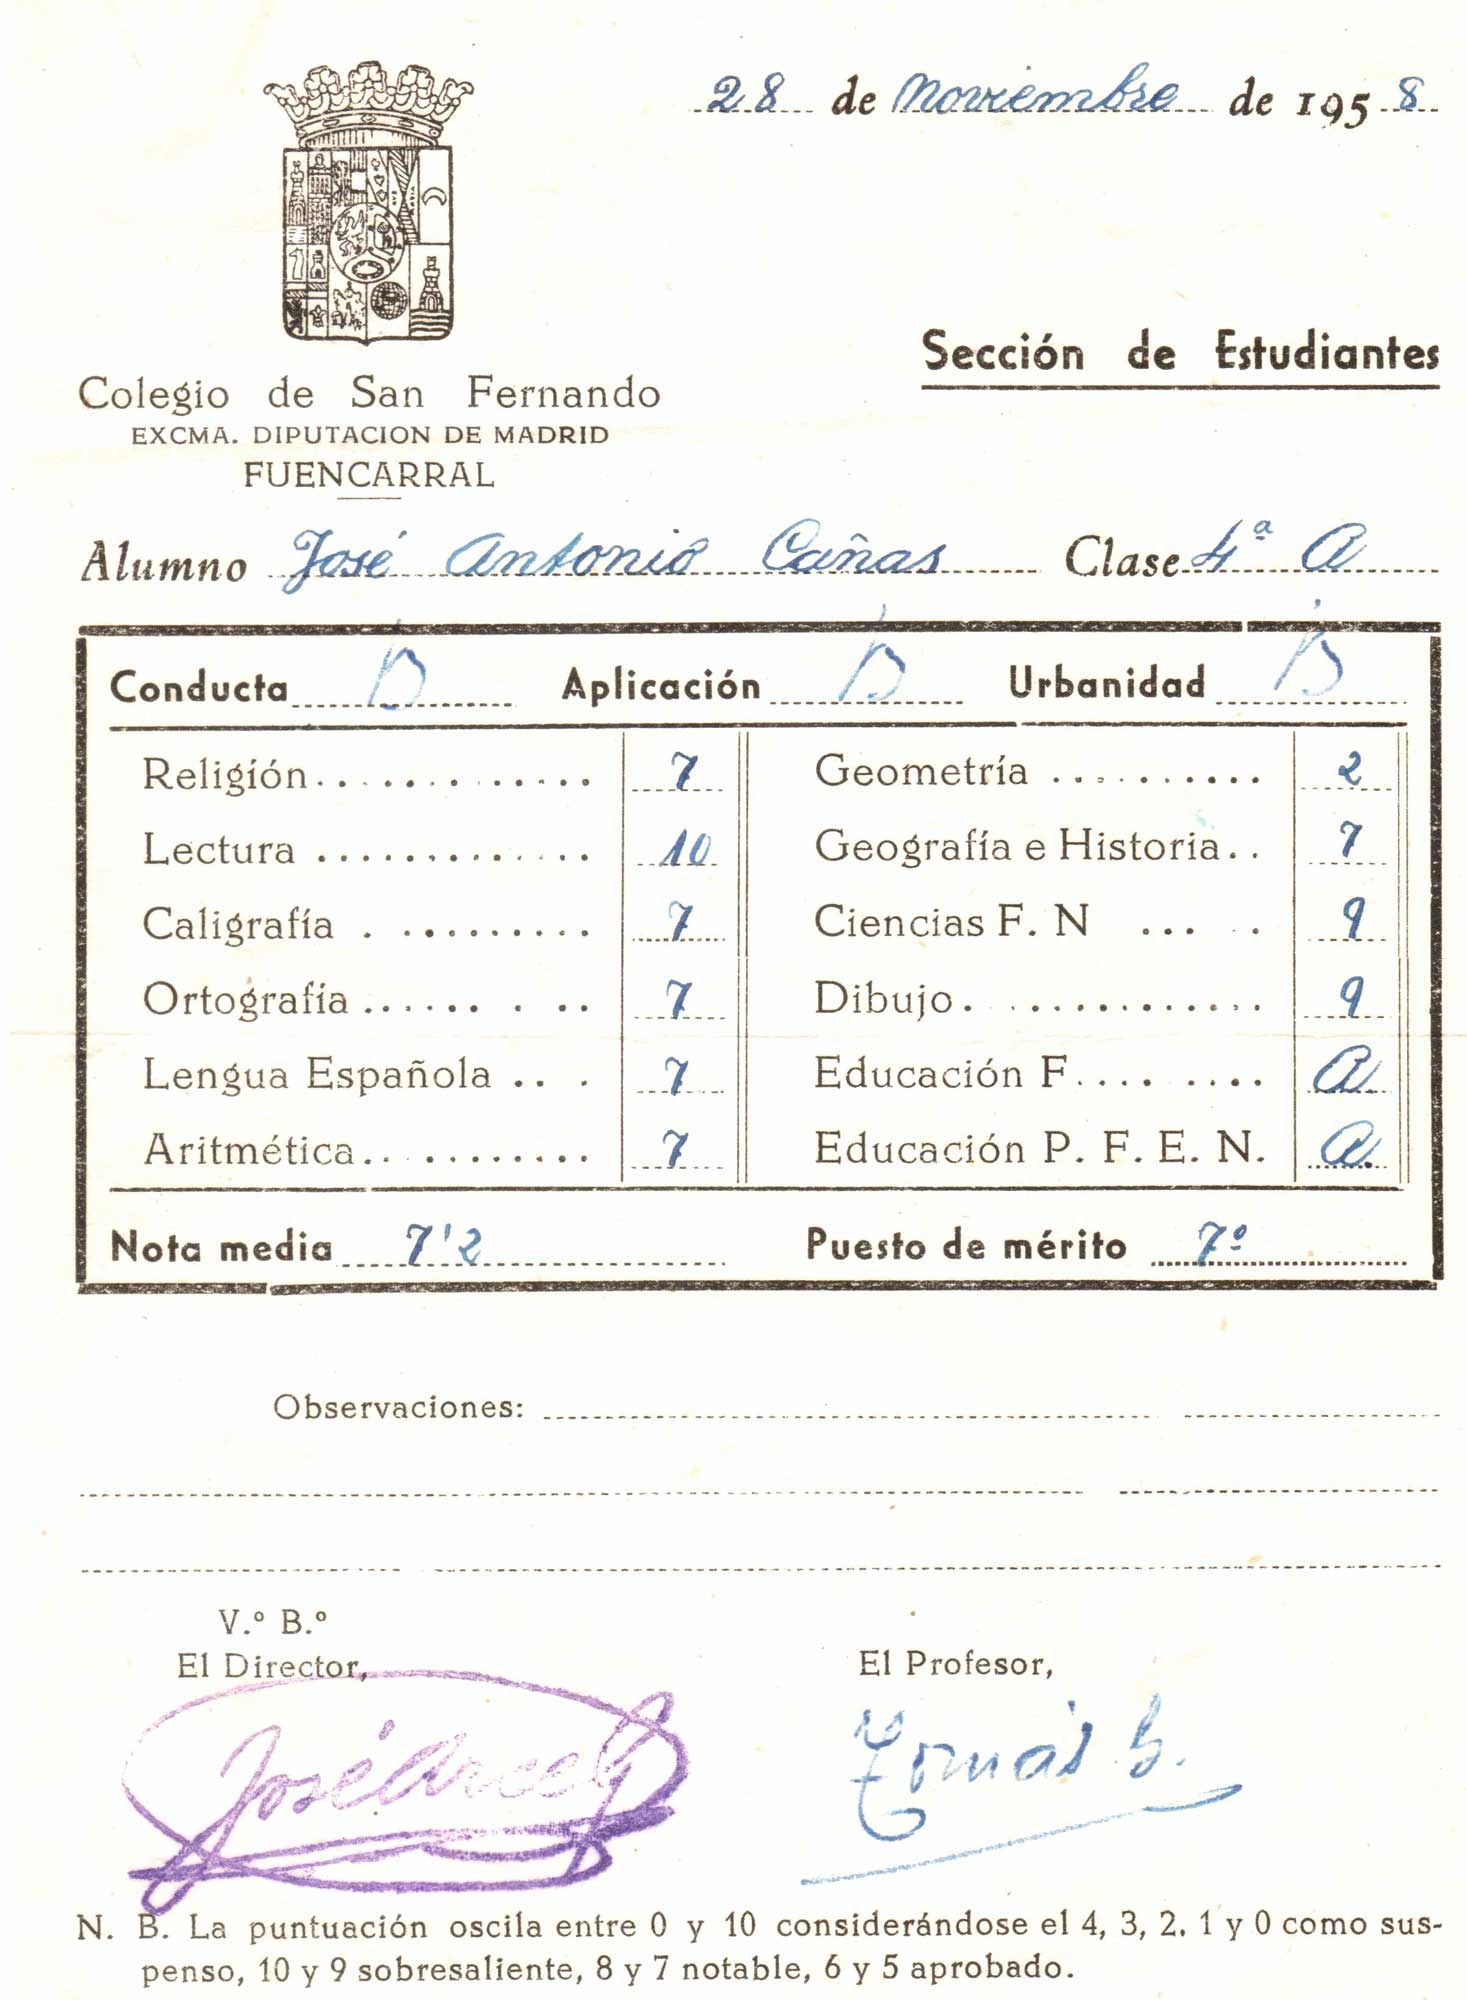 28 de Noviembre de 1958
Sección de Estudiantes
Colegio de San Fernando
EXCMA. DIPUTACION DE MADRID
FUENCARRAL
Alumno José Antonio Cañas Clase 4ª A
Conducta B Aplicación B Urbanidad B
Religión 7 Geometría 2
Lectura 10 Geografía e Historia 7
Caligrafía 7 Ciencias F. N 9
Ortografía 7 Dibujo 9
Lengua Española 7 Educación F. A
Aritmética 7 Educación P. F. E. N. A.
Nota media 7'2 Puesto de mérito 7º
Observaciones:
V.º B.º
El Director, El Profesor,
José Tomás
N. B. La puntuación oscila entre 0 y 10 considerándose el 4, 3, 2, 1 y 0 como sus-
penso, 10 y 9 sobresaliente, 8 y 7 notable, 6 y 5 aprobado.